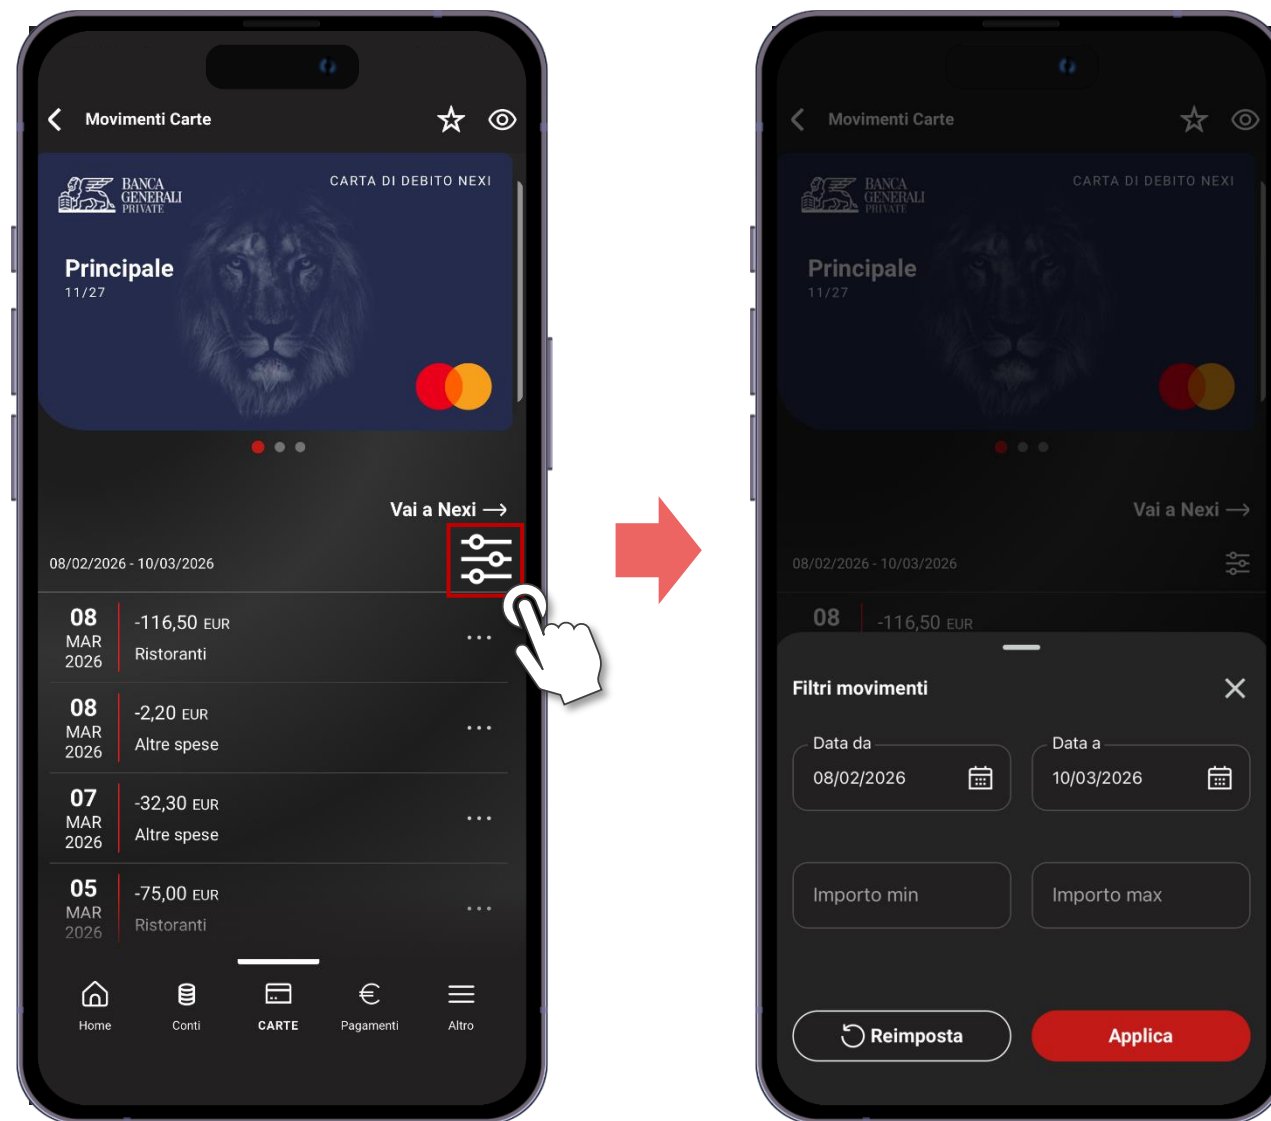 Movimenti Carte
BANCA
GENERALI
PRIVATE
CARTA DI DEBITO NEXI
Principale
11/27
Vai a Nexi
08/02/2026 - 10/03/2026
08
MAR
2026
-116,50 EUR
Ristoranti
08
MAR
2026
-2,20 EUR
Altre spese
07
MAR
2026
-32,30 EUR
Altre spese
05
MAR
2026
-75,00 EUR
Ristoranti
Home
Conti
CARTE
Pagamenti
Altro
Movimenti Carte
BANCA
GENERALI
PRIVATE
CARTA DI DEBITO NEXI
Principale
11/27
Vai a Nexi
08/02/2026 - 10/03/2026
08
-116,50 EUR
Filtri movimenti
Data da
08/02/2026
Data a
10/03/2026
Importo min
Importo max
Reimposta
Applica